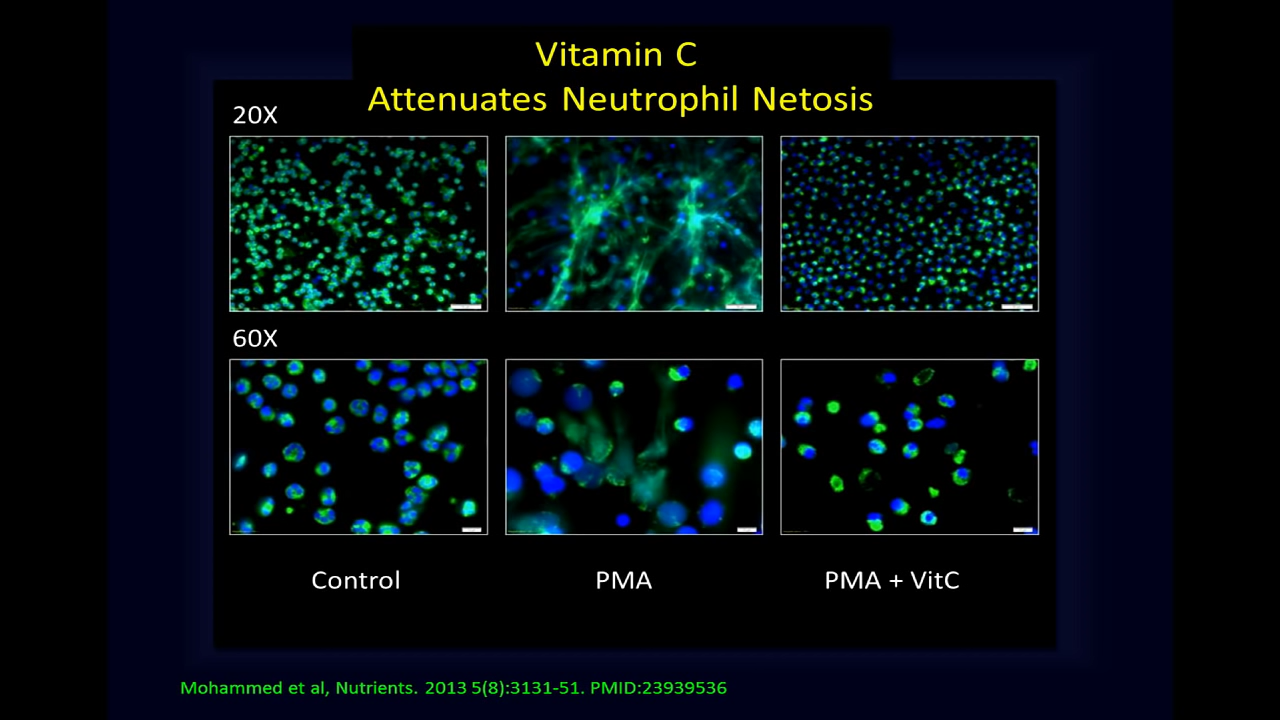 Vitamin C
Attenuates Neutrophil Netosis
20X
60X
Control
PMA
PMA + VitC
Mohammed et al, Nutrients. 2013 5(8):3131-51. PMID:23939536